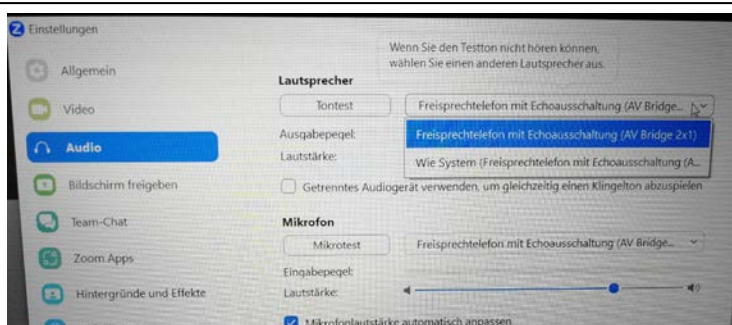 Einstellungen
Wenn Sie den Testton nicht hören können,
wählen Sie einen anderen Lautsprecher aus.
Allgemein
Lautsprecher
Video
Tontest
Freisprechtelefon mit Echoausschaltung (AV Bridge...
Audio
Ausgabepegel:
Freisprechtelefon mit Echoausschaltung (AV Bridge 2x1)
Lautstärke:
Wie System (Freisprechtelefon mit Echoausschaltung (A...
Bildschirm freigeben
Getrenntes Audiogerät verwenden, um gleichzeitig einen Klingelton abzuspielen
Team-Chat
Mikrofon
Mikrotest
Freisprechtelefon mit Echoausschaltung (AV Bridge...
Zoom Apps
Eingabepegel:
Hintergründe und Effekte
Lautstärke:
Mikrofonlautstärke automatisch anpassen